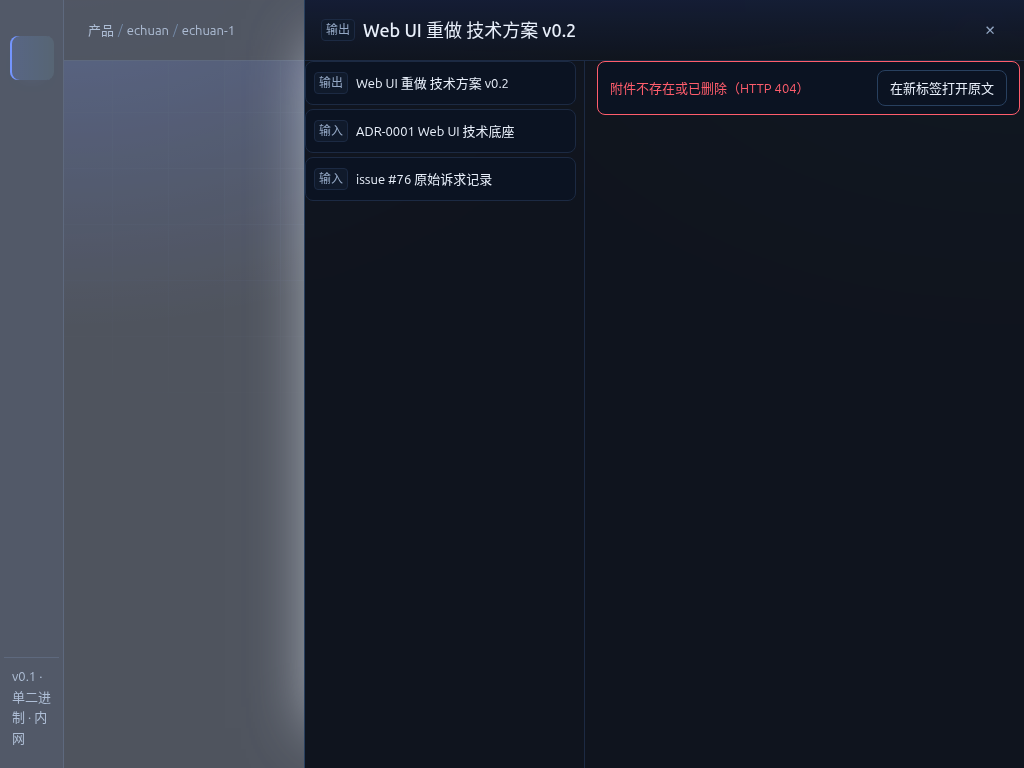 产品 / echuan / echuan-1
输出 Web UI 重做 技术方案 v0.2 ✕
输出 Web UI 重做 技术方案 v0.2
输入 ADR-0001 Web UI 技术底座
输入 issue #76 原始诉求记录
附件不存在或已删除（HTTP 404） 在新标签打开原文
v0.1 ·
单二进
制 · 内
网